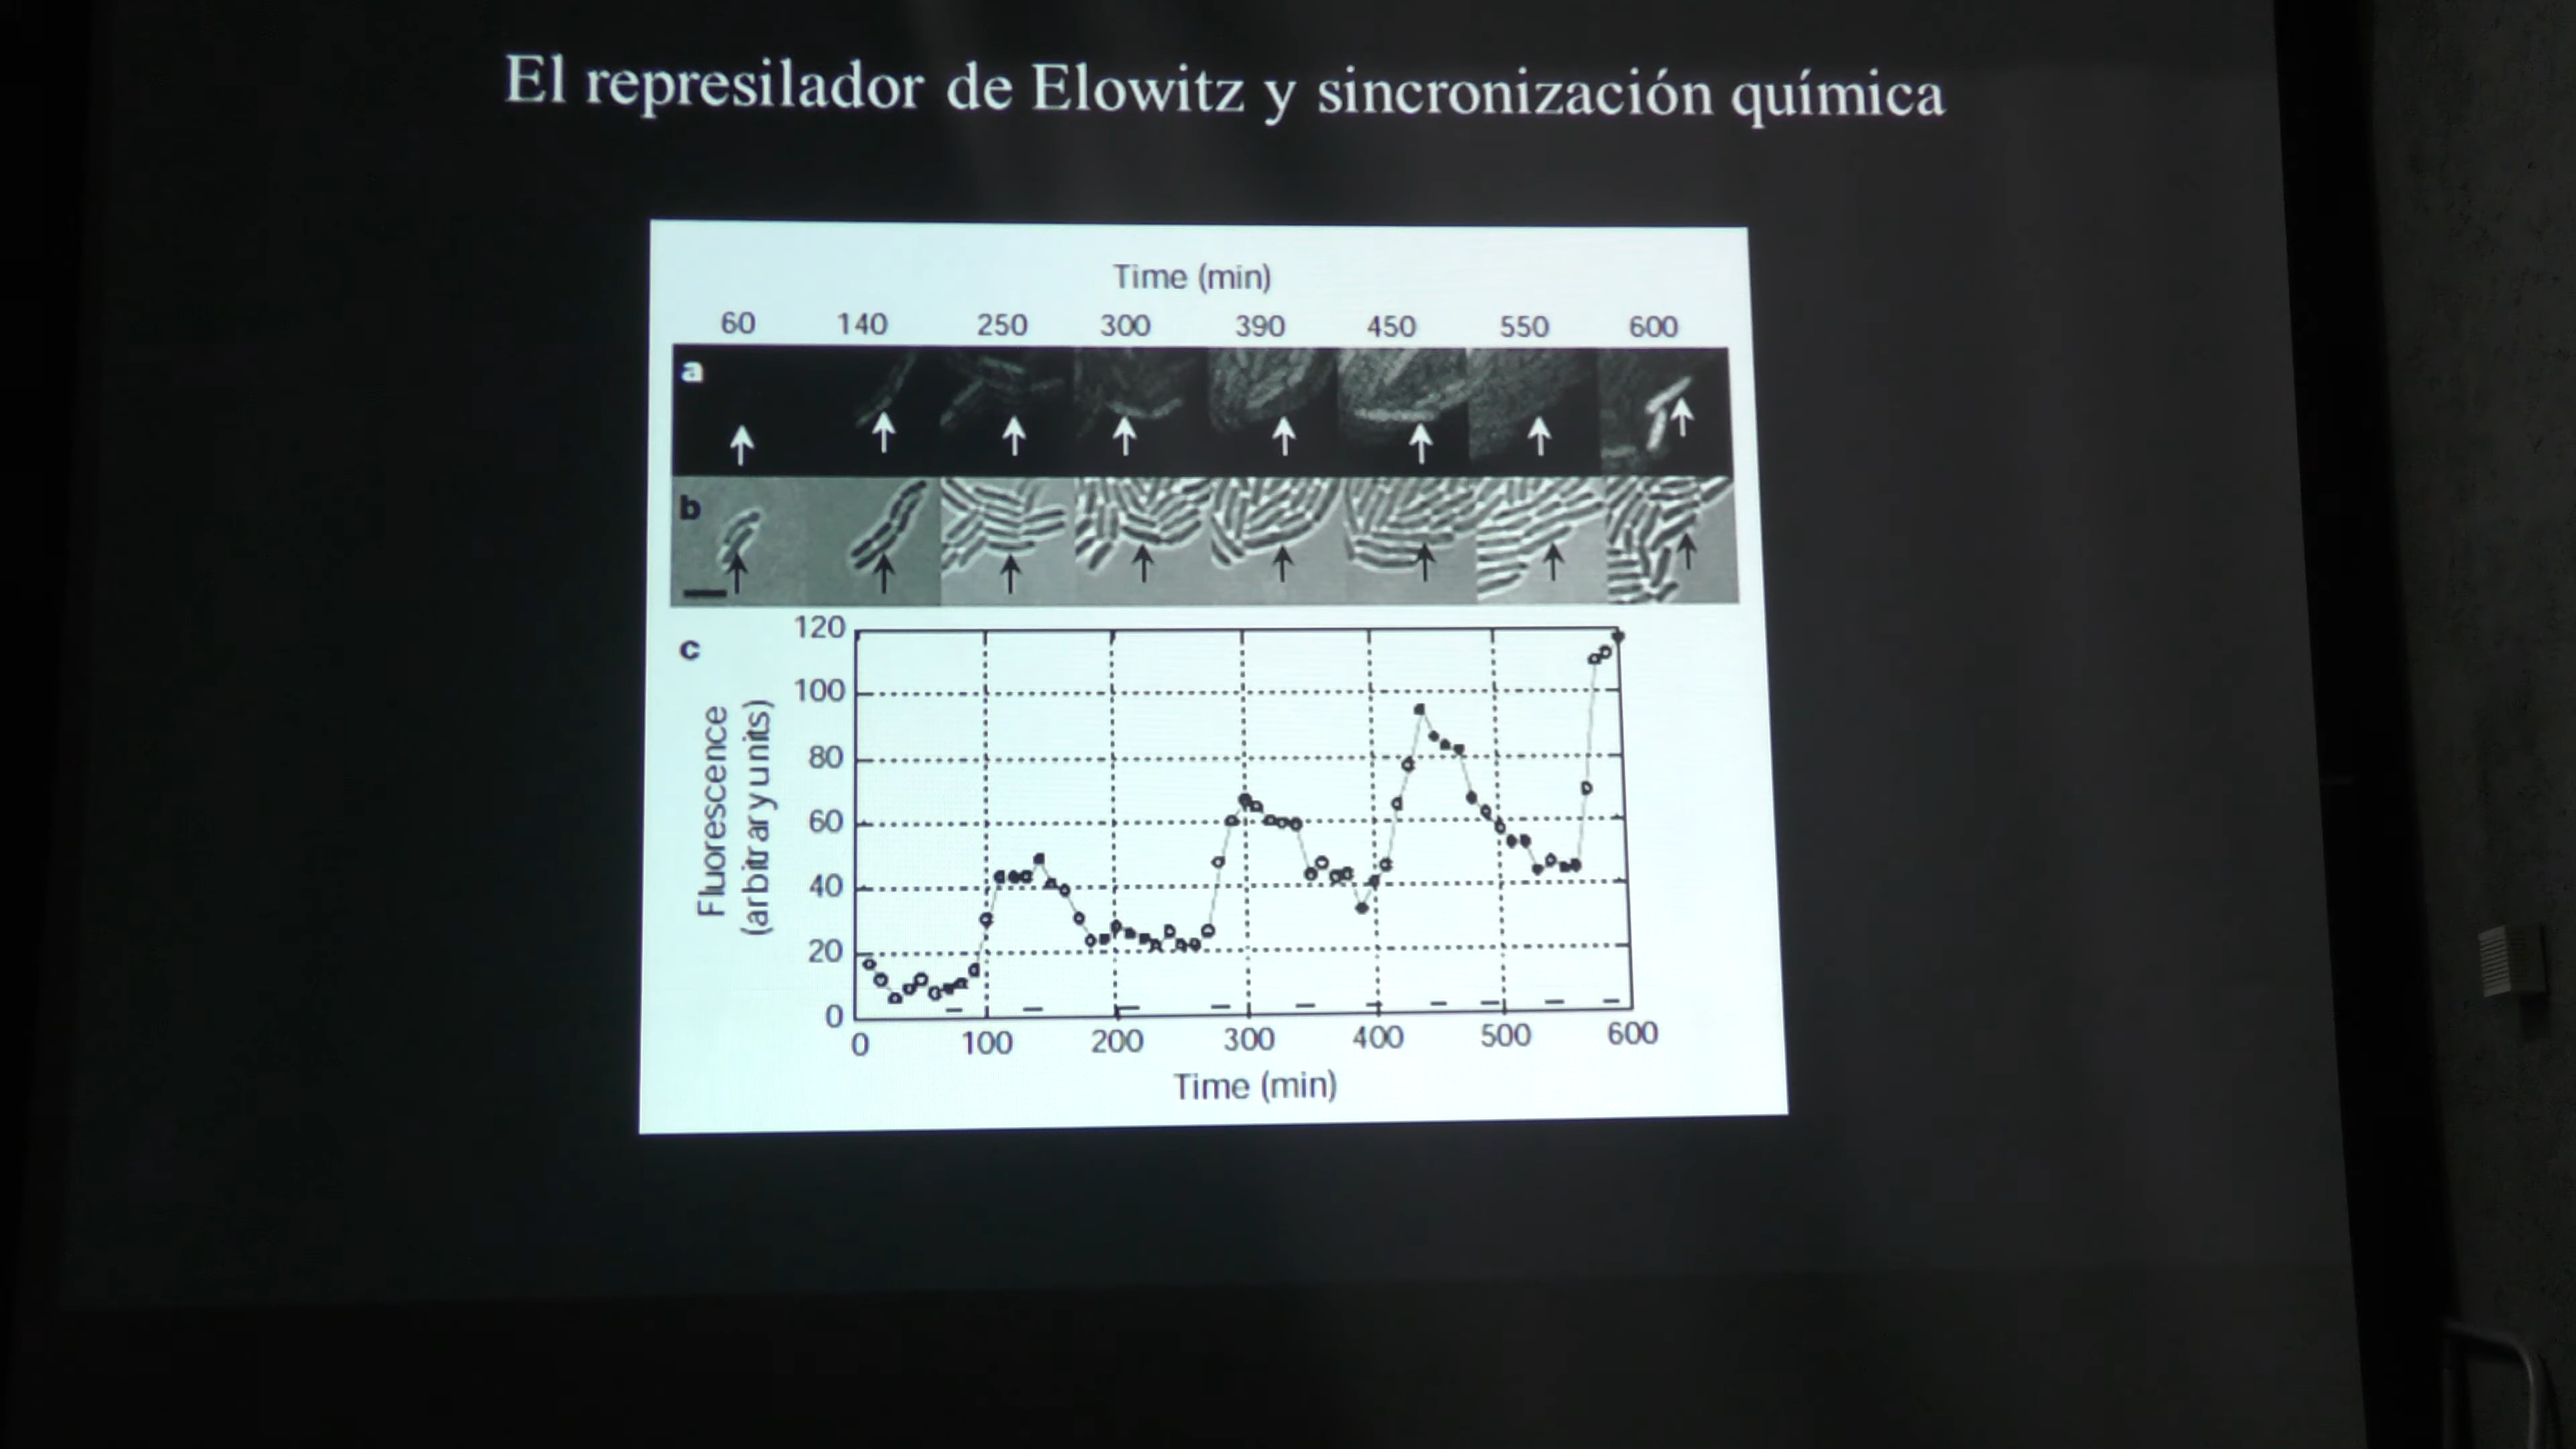 El represilador de Elowitz y sincronización química
Time (min)
60 140 250 300 390 450 550 600
a
b
c
120
100
80
60
40
20
0
Fluorescence
(arbitrary units)
0 100 200 300 400 500 600
Time (min)